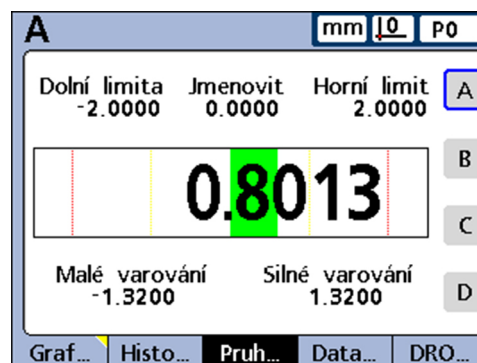 A mm 0 P0
Dolní limita Jmenovit Horní limit A
-2.0000 0.0000 2.0000
B
0.8013
C
Malé varování Silné varování
-1.3200 1.3200 D
Graf... Histo... Pruh... Data... DRO...